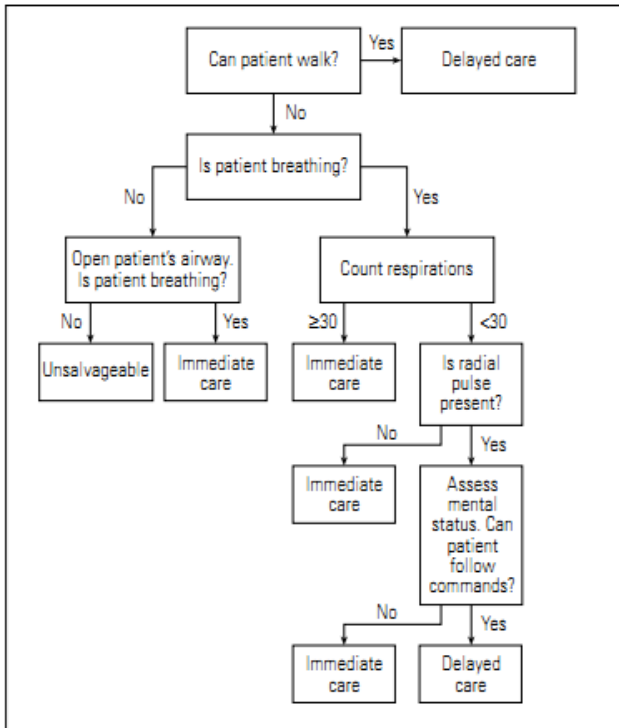 Can patient walk?
Yes
Delayed care
No
Is patient breathing?
No
Yes
Open patient's airway.
Is patient breathing?
Count respirations
No
Yes
≥30
<30
Unsalvageable
Immediate
care
Immediate
care
Is radial
pulse
present?
No
Yes
Immediate
care
Assess
mental
status. Can
patient
follow
commands?
No
Yes
Immediate
care
Delayed
care